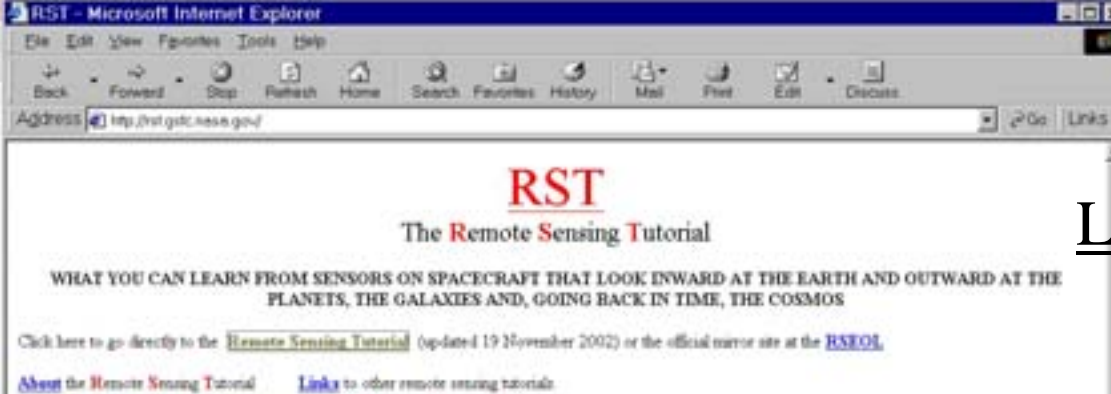 RST - Microsoft Internet Explorer
File Edit View Favorites Tools Help
Back Forward Stop Refresh Home Search Favorites History Mail Print Edit Discuss
Address http://rst.gsfc.nasa.gov/ Go Links
RST
The Remote Sensing Tutorial
L
WHAT YOU CAN LEARN FROM SENSORS ON SPACECRAFT THAT LOOK INWARD AT THE EARTH AND OUTWARD AT THE
PLANETS, THE GALAXIES AND, GOING BACK IN TIME, THE COSMOS
Click here to go directly to the Remote Sensing Tutorial (updated 19 November 2002) or the official mirror site at the RSEOL
About the Remote Sensing Tutorial Links to other remote sensing tutorials